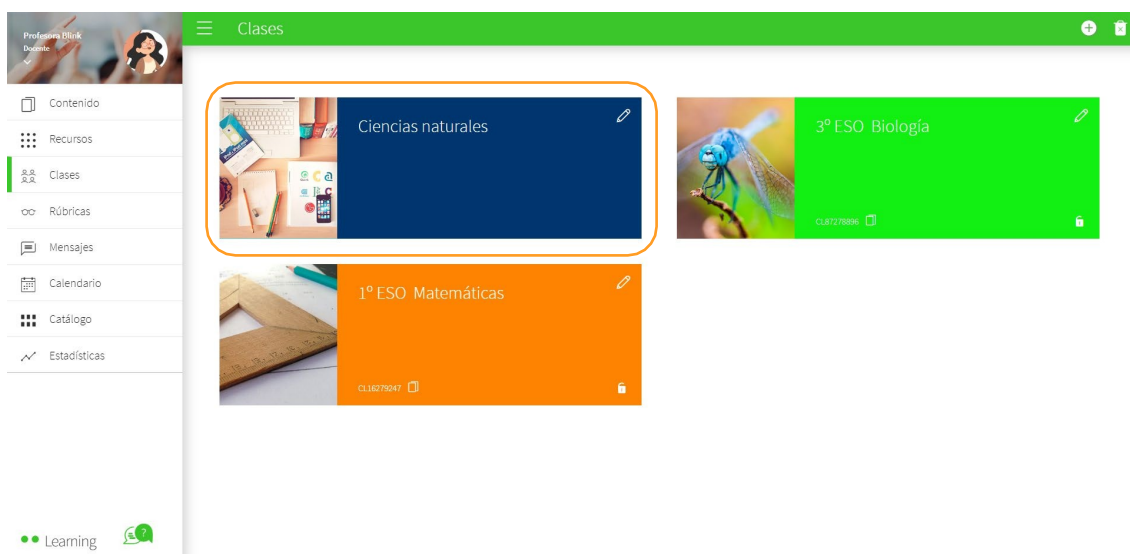 Profesora Blink
Docente
Clases
Contenido
Recursos
Clases
Rúbricas
Mensajes
Calendario
Catálogo
Estadísticas
Ciencias naturales
3º ESO Biología
CL87278896
1º ESO Matemáticas
CL16279247
Learning
?